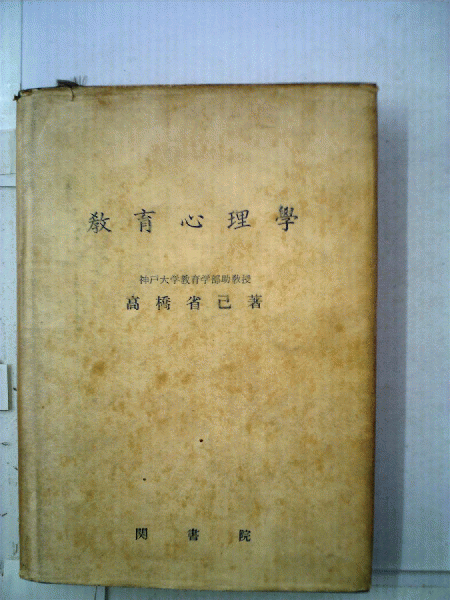 教育心理學
神戸大学教育学部助教授
高橋省己著
関書院